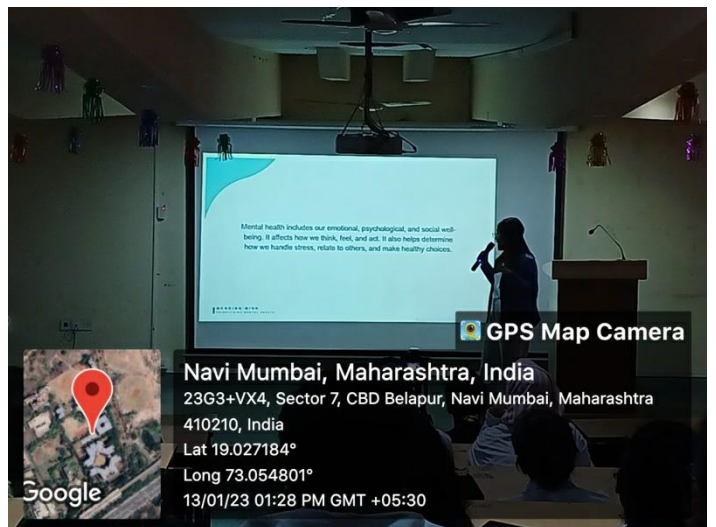 Mental health includes our emotional, psychological, and social well-
being. It affects how we think, feel, and act. It also helps determine
how we handle stress, relate to others, and make healthy choices.
GPS Map Camera
Navi Mumbai, Maharashtra, India
23G3+VX4, Sector 7, CBD Belapur, Navi Mumbai, Maharashtra
410210, India
Lat 19.027184°
Long 73.054801°
13/01/23 01:28 PM GMT +05:30
Google